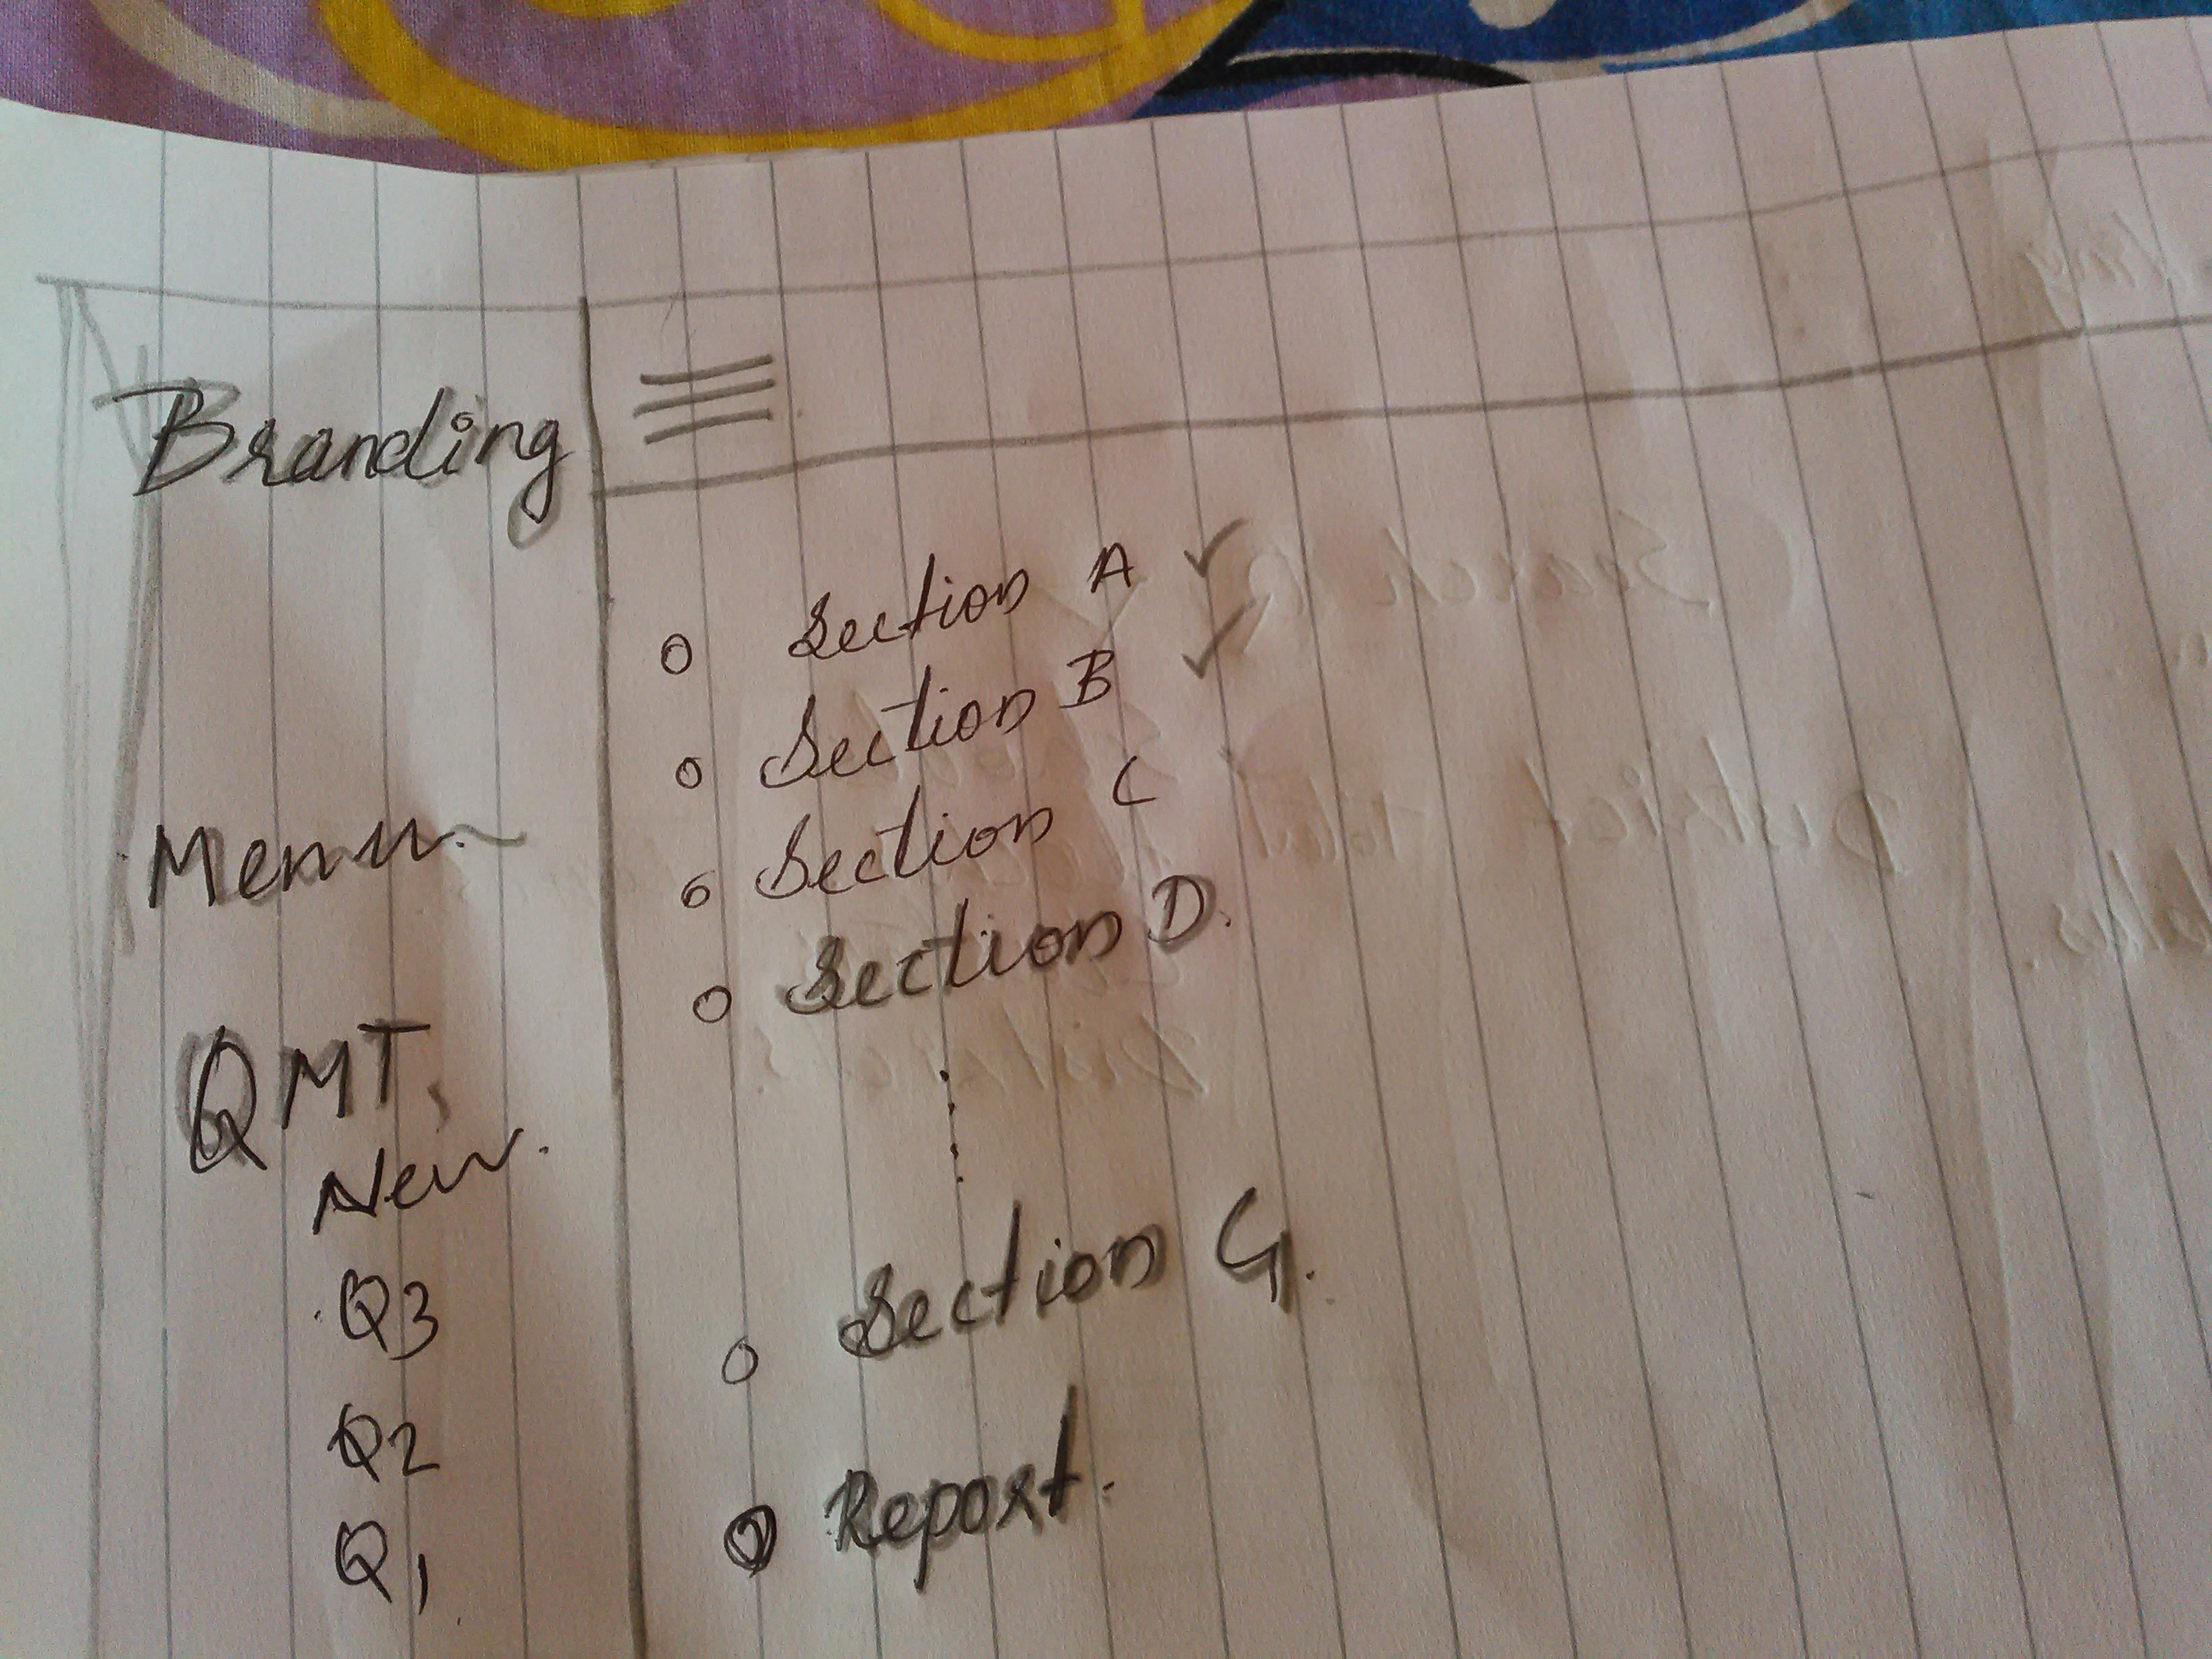 Branding
Menu
QMT
New.
Q3
Q2
Q1
Section A ✓
Section B ✓
Section C
Section D.
Section G.
Report.